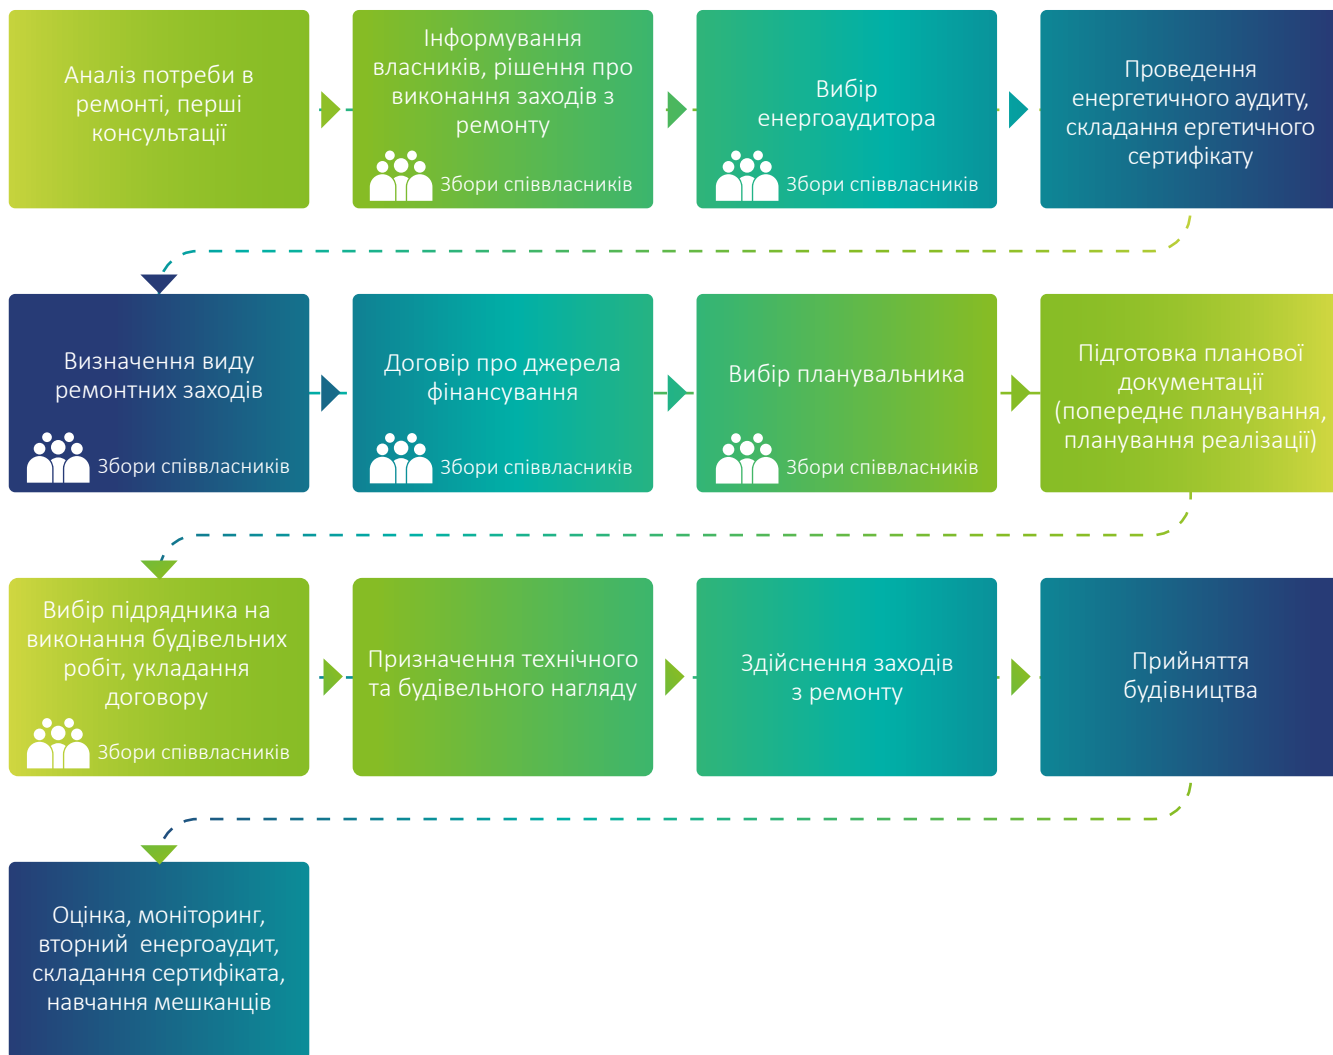 Аналіз потреби в
ремонті, перші
консультації
Інформування
власників, рішення про
виконання заходів з
ремонту
Збори співвласників
Вибір
енергоаудитора
Збори співвласників
Проведення
енергетичного аудиту,
складання ергетичного
сертифікату
Визначення виду
ремонтних заходів
Збори співвласників
Договір про джерела
фінансування
Збори співвласників
Вибір планувальника
Збори співвласників
Підготовка планової
документації
(попереднє планування,
планування реалізації)
Вибір підрядника на
виконання будівельних
робіт, укладання
договору
Збори співвласників
Призначення технічного
та будівельного нагляду
Здійснення заходів
з ремонту
Прийняття
будівництва
Оцінка, моніторинг,
вторний енергоаудит,
складання сертифіката,
навчання мешканців